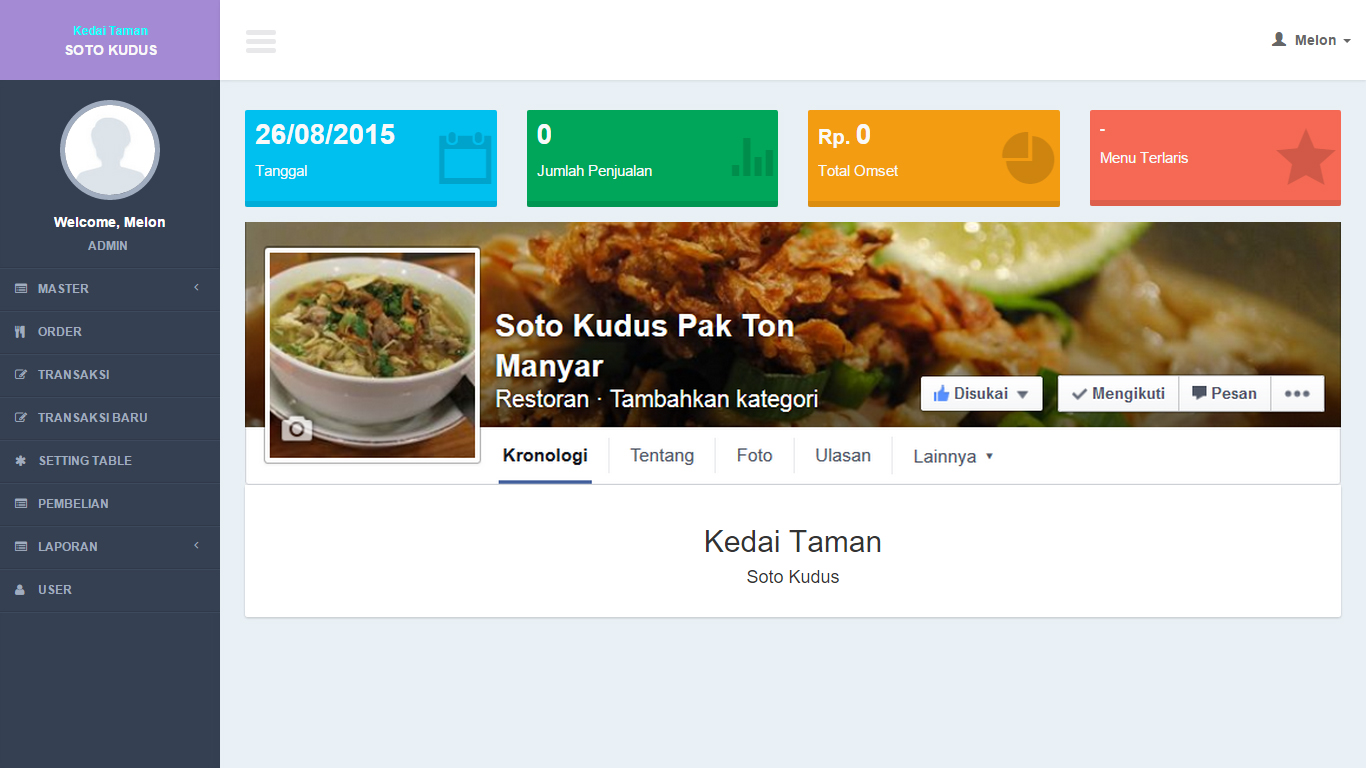 Kedai Taman
SOTO KUDUS
Melon
Welcome, Melon
ADMIN
MASTER
ORDER
TRANSAKSI
TRANSAKSI BARU
SETTING TABLE
PEMBELIAN
LAPORAN
USER
26/08/2015
Tanggal
0
Jumlah Penjualan
Rp. 0
Total Omset
-
Menu Terlaris
Soto Kudus Pak Ton
Manyar
Restoran · Tambahkan kategori
Disukai
Mengikuti
Pesan
Kronologi
Tentang
Foto
Ulasan
Lainnya
Kedai Taman
Soto Kudus